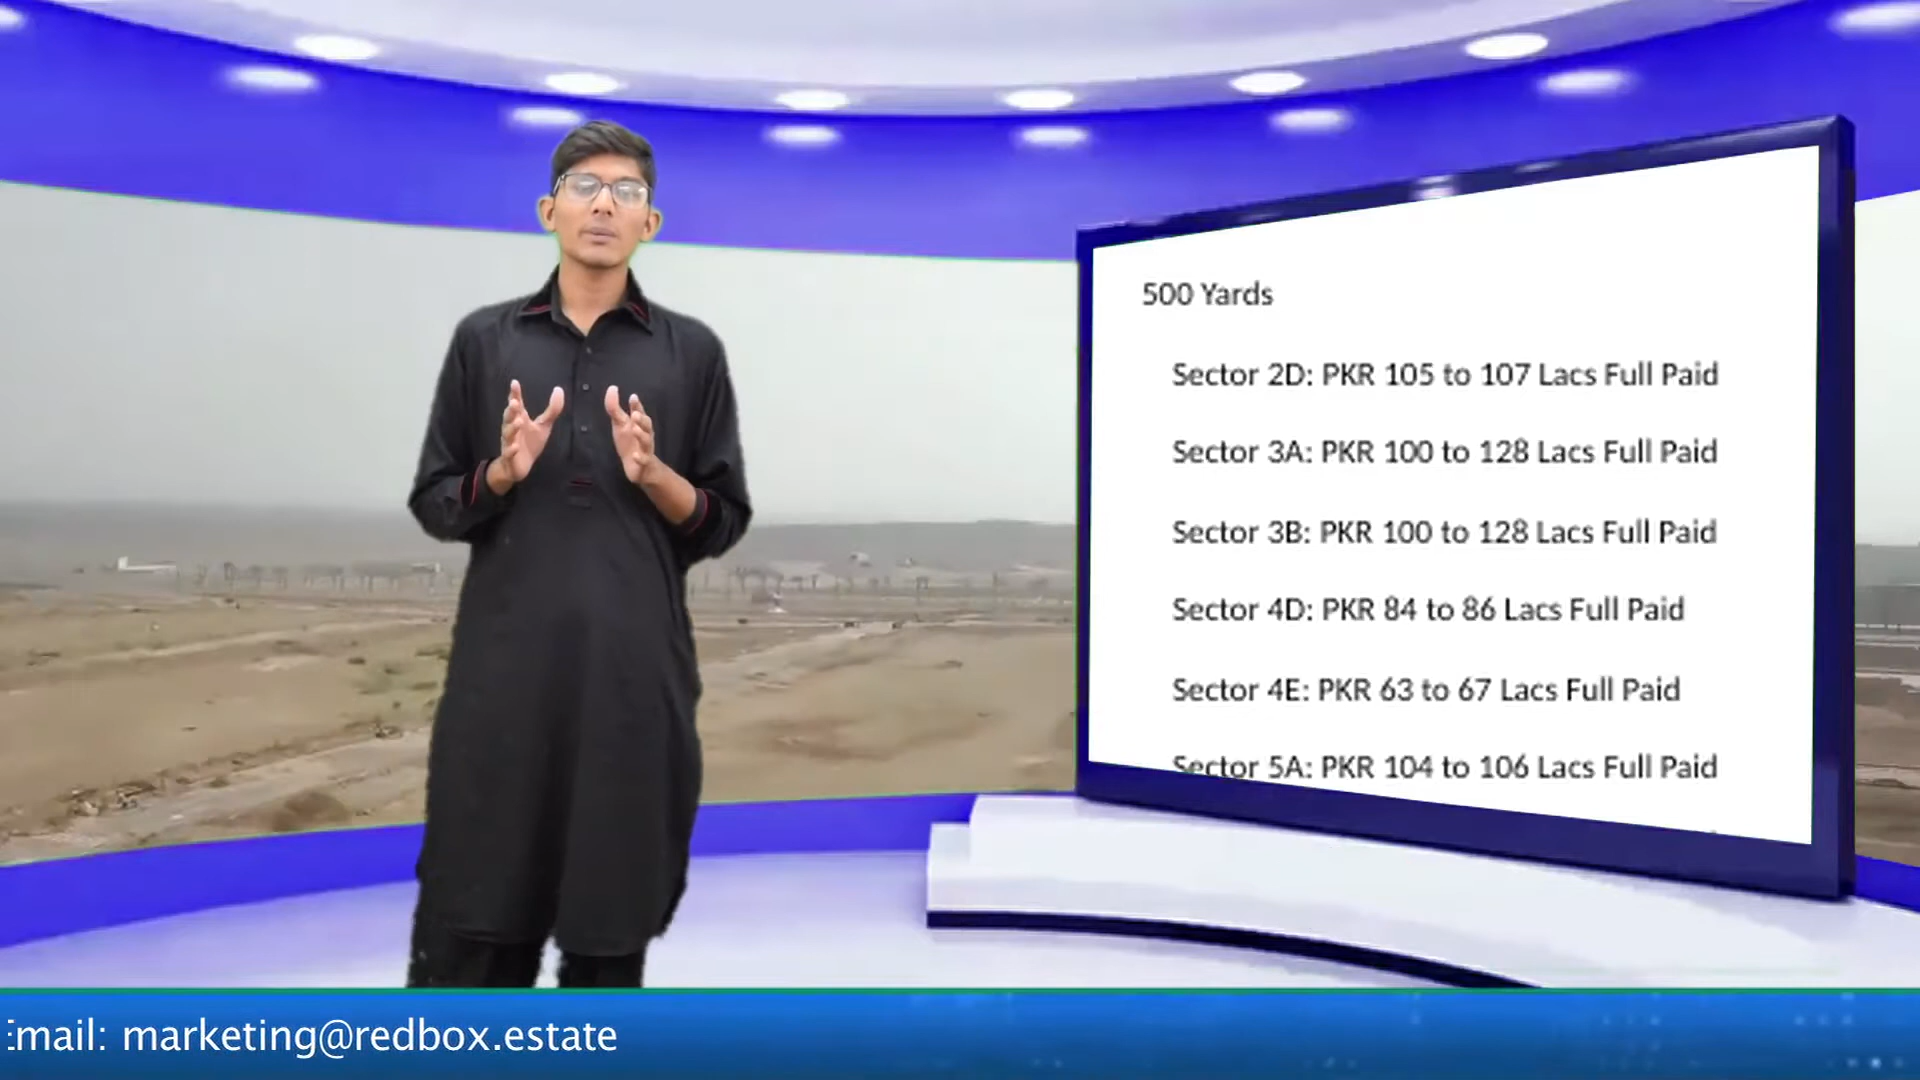 500 Yards
Sector 2D: PKR 105 to 107 Lacs Full Paid
Sector 3A: PKR 100 to 128 Lacs Full Paid
Sector 3B: PKR 100 to 128 Lacs Full Paid
Sector 4D: PKR 84 to 86 Lacs Full Paid
Sector 4E: PKR 63 to 67 Lacs Full Paid
Sector 5A: PKR 104 to 106 Lacs Full Paid
Email: marketing@redbox.estate